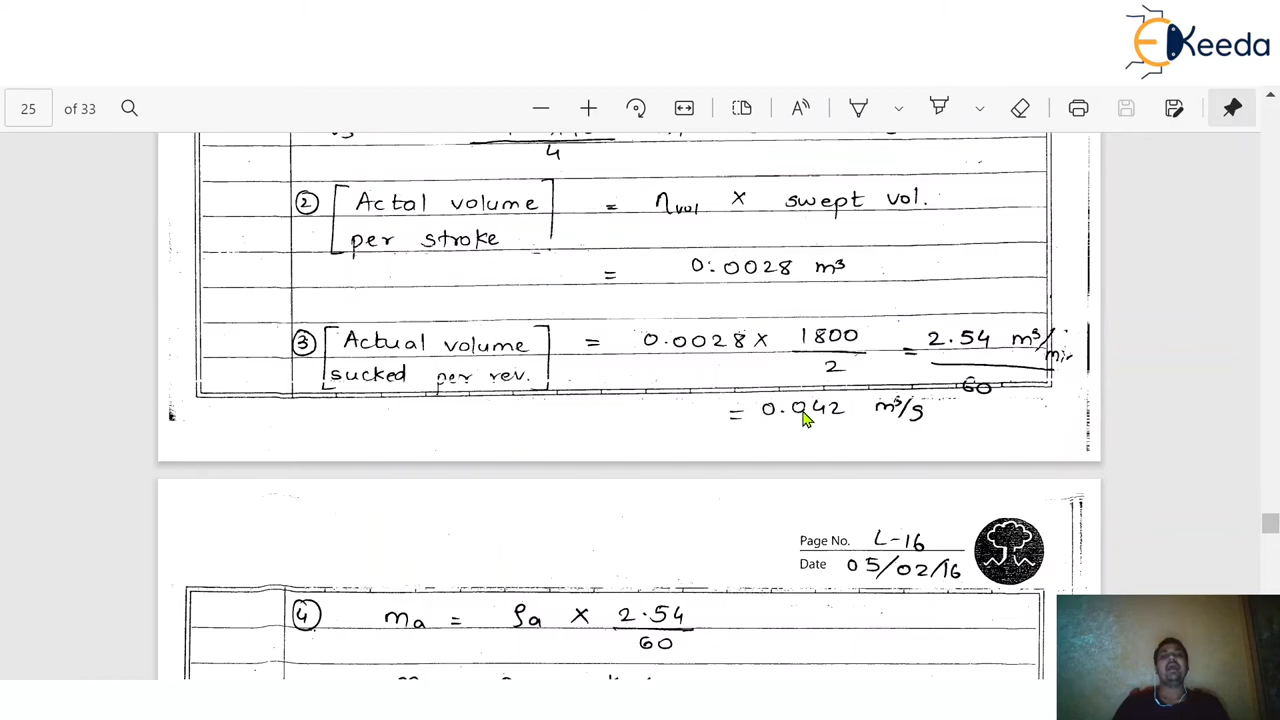 EKeeda
25 of 33
4
② Actal volume per stroke = ηvol × swept vol.
= 0.0028 m³
③ Actual volume sucked per rev. = 0.0028 × 1800/2 = 2.54 m³/min / 60
= 0.042 m³/s
Page No. L-16
Date 05/02/16
④ ma = ρa × 2.54/60